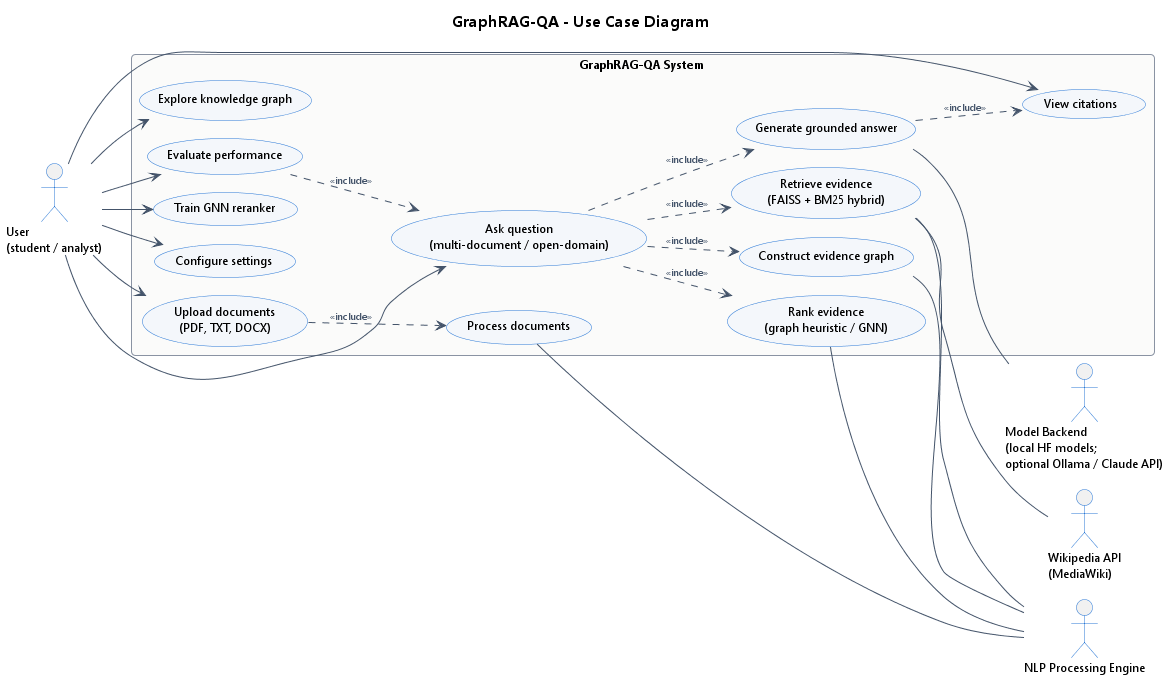 GraphRAG-QA - Use Case Diagram
GraphRAG-QA System
User
(student / analyst)
Explore knowledge graph
Evaluate performance
Train GNN reranker
Configure settings
Upload documents
(PDF, TXT, DOCX)
«include»
«include»
Ask question
(multi-document / open-domain)
Process documents
«include»
«include»
«include»
«include»
Generate grounded answer
Retrieve evidence
(FAISS + BM25 hybrid)
Construct evidence graph
Rank evidence
(graph heuristic / GNN)
«include»
View citations
Model Backend
(local HF models;
optional Ollama / Claude API)
Wikipedia API
(MediaWiki)
NLP Processing Engine